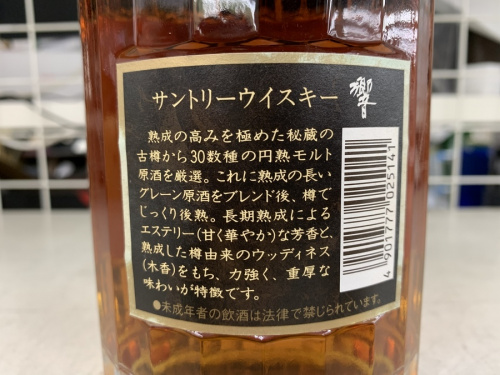 サントリーウイスキー 響
熟成の高みを極めた秘蔵の
古樽から30数種の円熟モルト
原酒を厳選。これに熟成の長い
グレーン原酒をブレンド後、樽で
じっくり後熟。長期熟成による
エステリー(甘く華やか)な芳香と、
熟成した樽由来のウッディネス
(木香)をもち、力強く、重厚な
味わいが特徴です。
●未成年者の飲酒は法律で禁じられています。
4 901777 025141